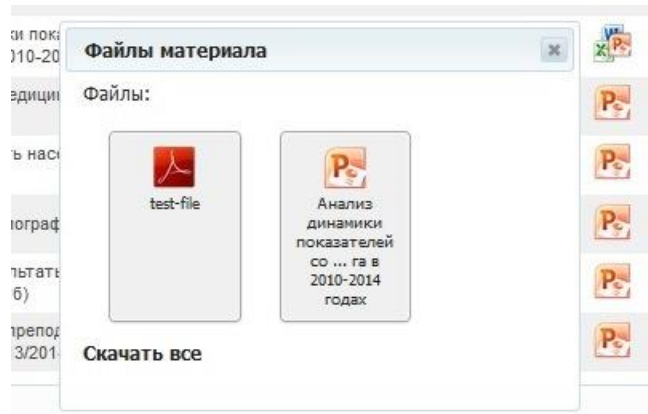 Файлы материала
Файлы:
test-file
Анализ
динамики
показателей
со ... га в
2010-2014
годах
Скачать все